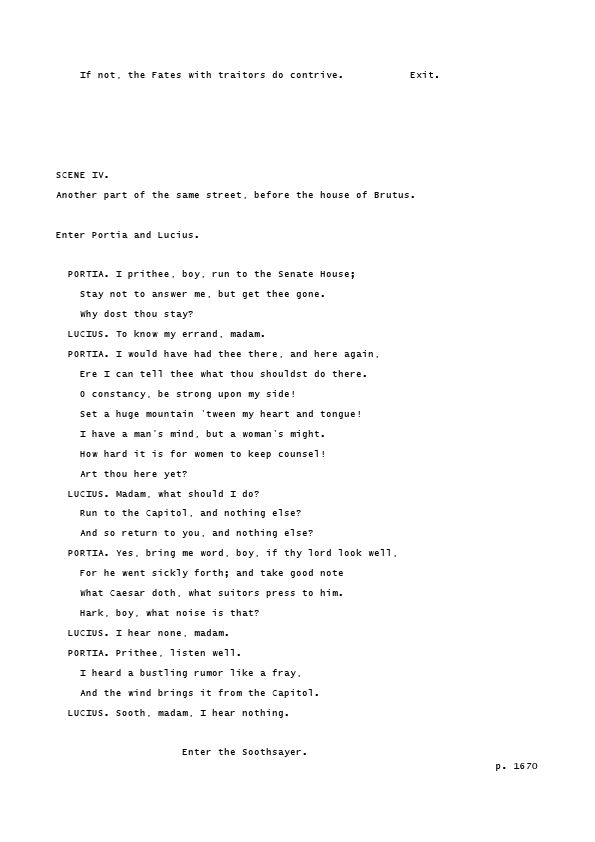 If not, the Fates with traitors do contrive. Exit.
SCENE IV.
Another part of the same street, before the house of Brutus.
Enter Portia and Lucius.
PORTIA. I prithee, boy, run to the Senate House;
Stay not to answer me, but get thee gone.
Why dost thou stay?
LUCIUS. To know my errand, madam.
PORTIA. I would have had thee there, and here again,
Ere I can tell thee what thou shouldst do there.
O constancy, be strong upon my side!
Set a huge mountain 'tween my heart and tongue!
I have a man's mind, but a woman's might.
How hard it is for women to keep counsel!
Art thou here yet?
LUCIUS. Madam, what should I do?
Run to the Capitol, and nothing else?
And so return to you, and nothing else?
PORTIA. Yes, bring me word, boy, if thy lord look well,
For he went sickly forth; and take good note
What Caesar doth, what suitors press to him.
Hark, boy, what noise is that?
LUCIUS. I hear none, madam.
PORTIA. Prithee, listen well.
I heard a bustling rumor like a fray,
And the wind brings it from the Capitol.
LUCIUS. Sooth, madam, I hear nothing.
Enter the Soothsayer.
p. 1670